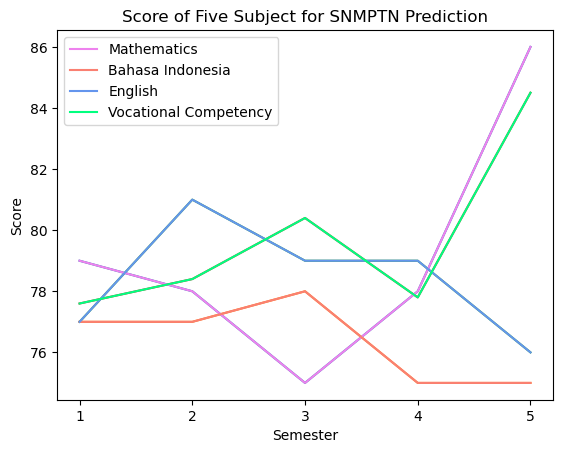 Score of Five Subject for SNMPTN Prediction
Mathematics
Bahasa Indonesia
English
Vocational Competency
86
84
82
80
78
76
Score
1 2 3 4 5
Semester